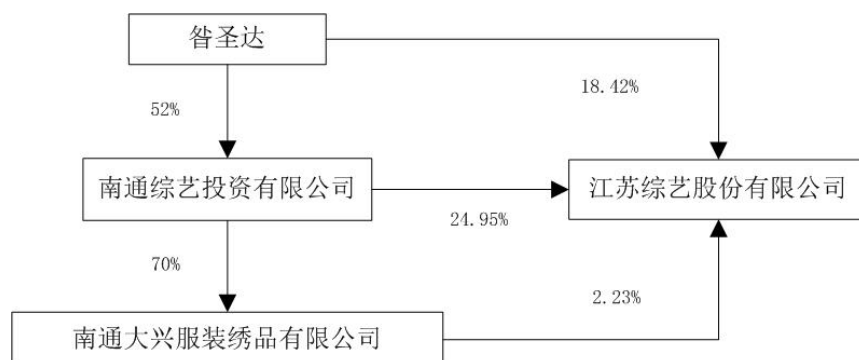 昝圣达
18.42%
52%
南通综艺投资有限公司
江苏综艺股份有限公司
24.95%
70%
2.23%
南通大兴服装绣品有限公司